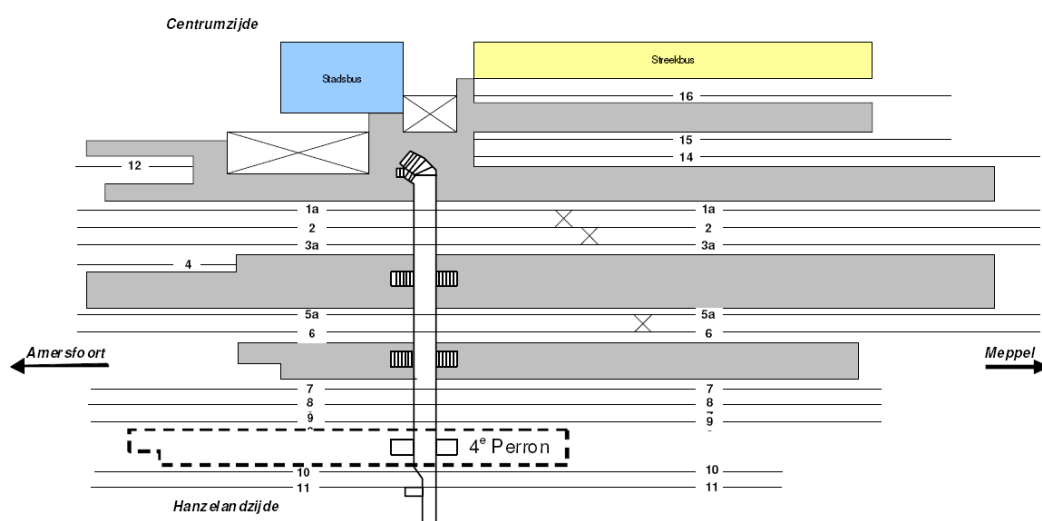 Centrumzijde
Stadsbus
Streekbus
16
15
14
12
1a 1a
2 2
3a 3a
4
5a 5a
6 6
Amersfoort
Meppel
7 7
8 8
9 9
4e Perron
10 10
11 11
Hanzelandzijde